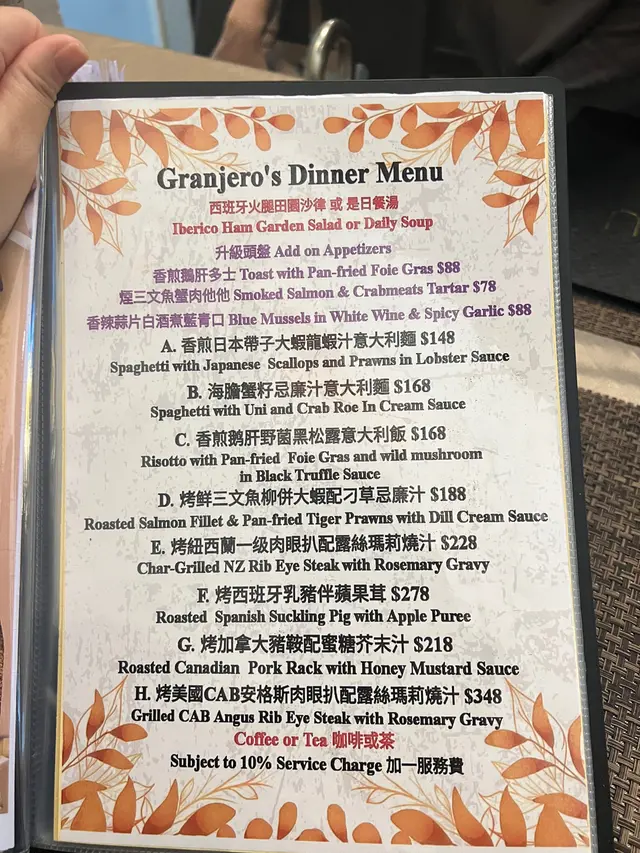 Granjero's Dinner Menu
西班牙火腿田園沙律 或 是日餐湯
Iberico Ham Garden Salad or Daily Soup
升級頭盤 Add on Appetizers
香煎鵝肝多士 Toast with Pan-fried Foie Gras $88
煙三文魚蟹肉他他 Smoked Salmon & Crabmeats Tartar $78
香辣蒜片白酒煮藍青口 Blue Mussels in White Wine & Spicy Garlic $88
A. 香煎日本帶子大蝦龍蝦汁意大利麵 $148
Spaghetti with Japanese Scallops and Prawns in Lobster Sauce
B. 海膽蟹籽忌廉汁意大利麵 $168
Spaghetti with Uni and Crab Roe In Cream Sauce
C. 香煎鹅肝野菌黑松露意大利飯 $168
Risotto with Pan-fried Foie Gras and wild mushroom
in Black Truffle Sauce
D. 烤鮮三文魚柳併大蝦配刁草忌廉汁 $188
Roasted Salmon Fillet & Pan-fried Tiger Prawns with Dill Cream Sauce
E. 烤紐西蘭一级肉眼扒配露絲瑪莉燒汁 $228
Char-Grilled NZ Rib Eye Steak with Rosemary Gravy
F. 烤西班牙乳豬伴蘋果茸 $278
Roasted Spanish Suckling Pig with Apple Puree
G. 烤加拿大豬鞍配蜜糖芥末汁 $218
Roasted Canadian Pork Rack with Honey Mustard Sauce
H. 烤美國CAB安格斯肉眼扒配露絲瑪莉燒汁 $348
Grilled CAB Angus Rib Eye Steak with Rosemary Gravy
Coffee or Tea 咖啡或茶
Subject to 10% Service Charge 加一服務費